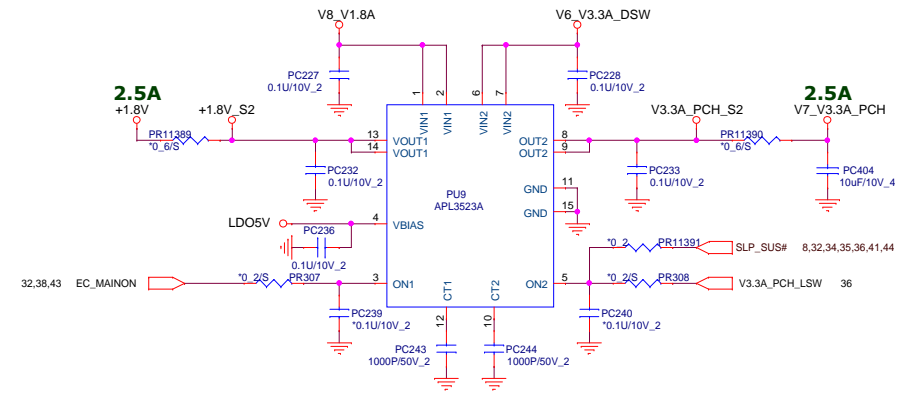 V8_V1.8A
V6_V3.3A_DSW
PC227
0.1U/10V_2
PC228
0.1U/10V_2
2.5A
+1.8V
+1.8V_S2
V3.3A_PCH_S2
2.5A
V7_V3.3A_PCH
1
2
6
7
VIN1
VIN1
VIN2
VIN2
PR11389
*0_6/S
13
VOUT1
14
VOUT1
OUT2
8
OUT2
9
PR11390
*0_6/S
PC232
0.1U/10V_2
PC233
0.1U/10V_2
PC404
10uF/10V_4
PU9
APL3523A
GND
11
GND
15
LDO5V
4
VBIAS
PC236
0.1U/10V_2
*0_2
PR11391
SLP_SUS#
8,32,34,35,36,41,44
32,38,43
EC_MAINON
*0_2/S
PR307
3
ON1
ON2
5
*0_2/S
PR308
V3.3A_PCH_LSW
36
CT1
CT2
12
10
PC239
*0.1U/10V_2
PC240
*0.1U/10V_2
PC243
1000P/50V_2
PC244
1000P/50V_2